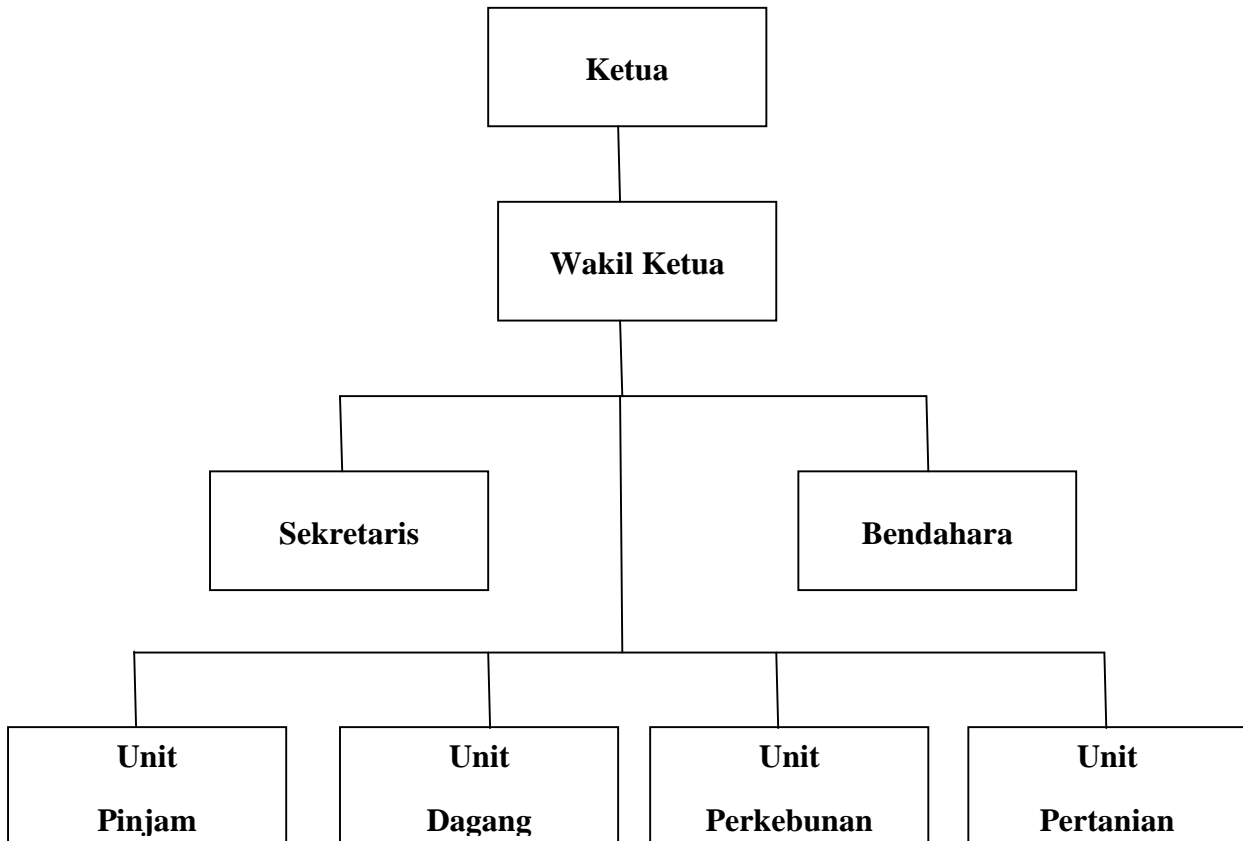 Ketua
Wakil Ketua
Sekretaris
Bendahara
Unit
Pinjam
Unit
Dagang
Unit
Perkebunan
Unit
Pertanian